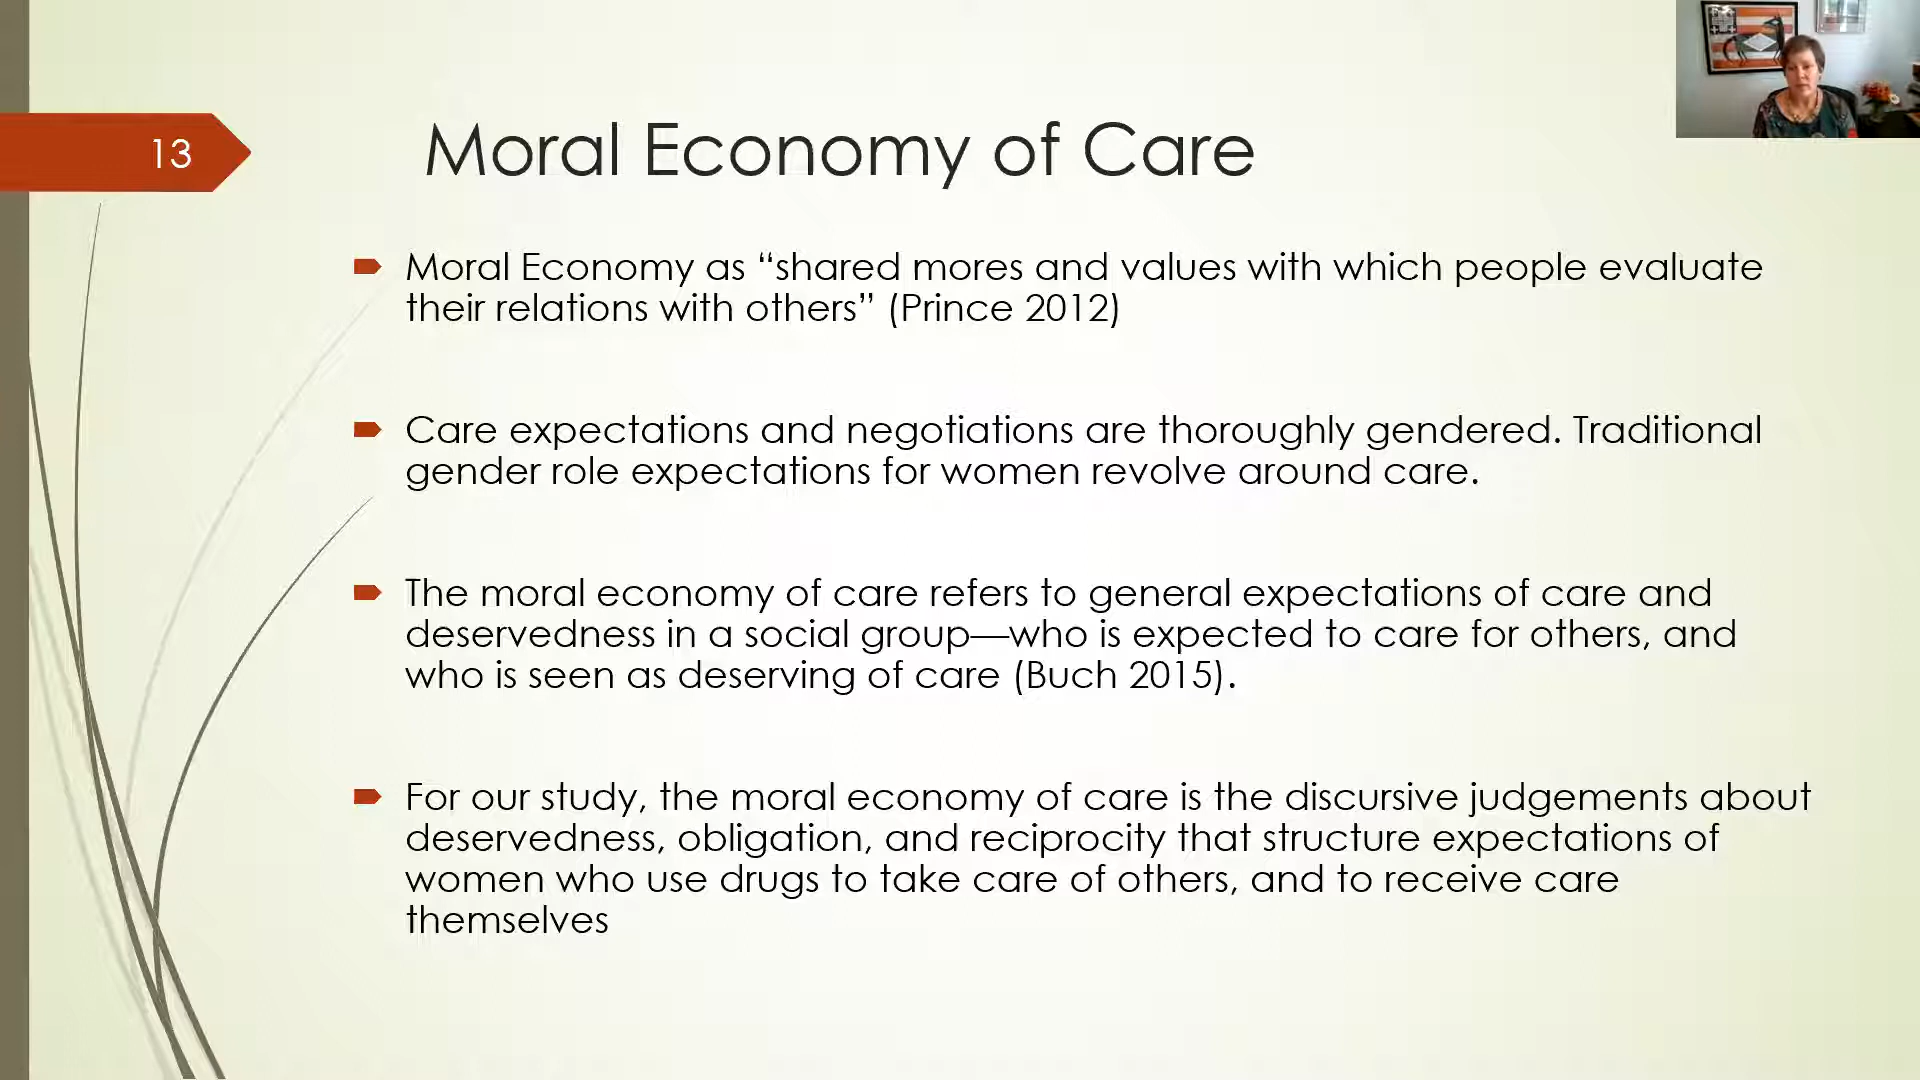 13
Moral Economy of Care
Moral Economy as “shared mores and values with which people evaluate
their relations with others” (Prince 2012)
Care expectations and negotiations are thoroughly gendered. Traditional
gender role expectations for women revolve around care.
The moral economy of care refers to general expectations of care and
deservedness in a social group—who is expected to care for others, and
who is seen as deserving of care (Buch 2015).
For our study, the moral economy of care is the discursive judgements about
deservedness, obligation, and reciprocity that structure expectations of
women who use drugs to take care of others, and to receive care
themselves